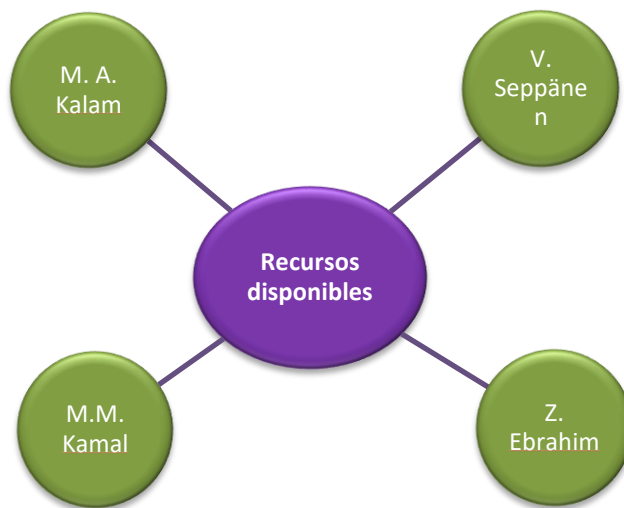 M. A.
Kalam
V.
Seppäne
n
Recursos
disponibles
M.M.
Kamal
Z.
Ebrahim